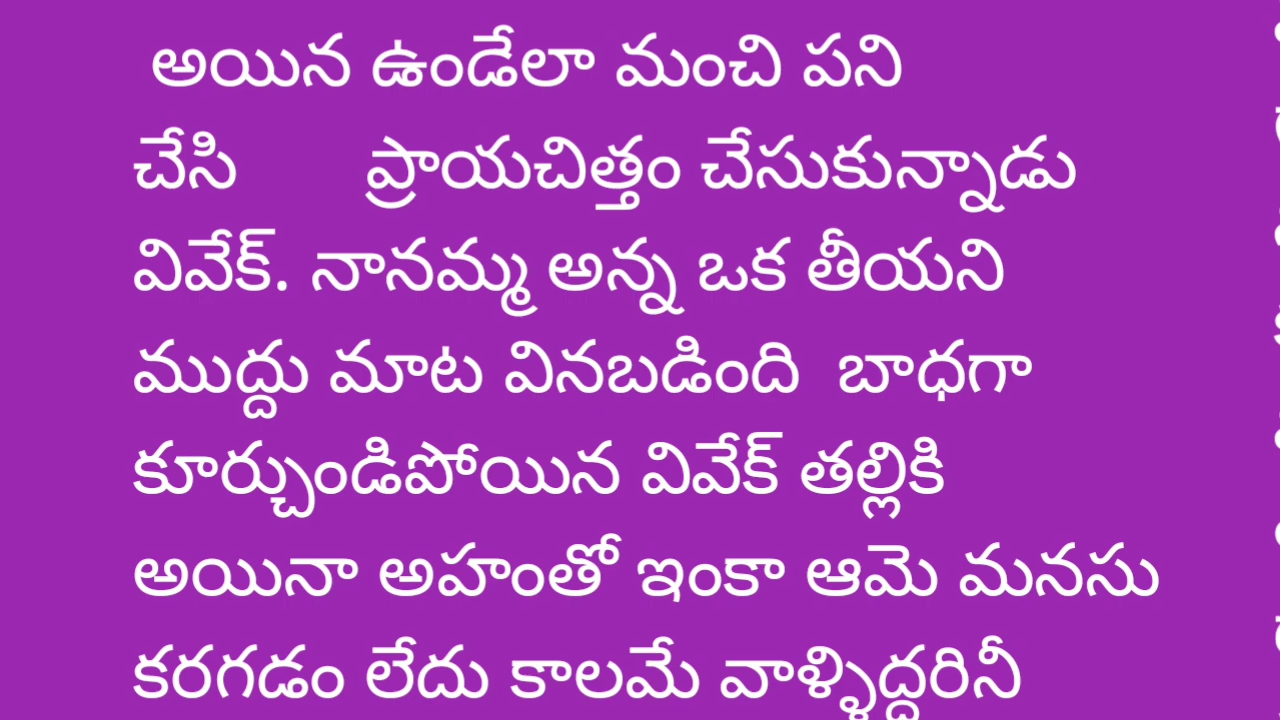 అయిన ఉండేలా మంచి పని
చేసి ప్రాయచిత్తం చేసుకున్నాడు
వివేక్. నానమ్మ అన్న ఒక తీయని
ముద్దు మాట వినబడింది బాధగా
కూర్చుండిపోయిన వివేక్ తల్లికి
అయినా అహంతో ఇంకా ఆమె మనసు
కరగడం లేదు కాలమే వాళ్ళిద్దరినీ